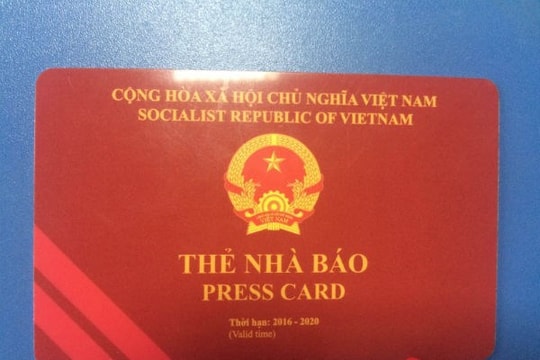 CỘNG HÒA XÃ HỘI CHỦ NGHĨA VIỆT NAM
SOCIALIST REPUBLIC OF VIETNAM
VIỆT NAM
THẺ NHÀ BÁO
PRESS CARD
Thời hạn: 2016 - 2020
(Valid time)